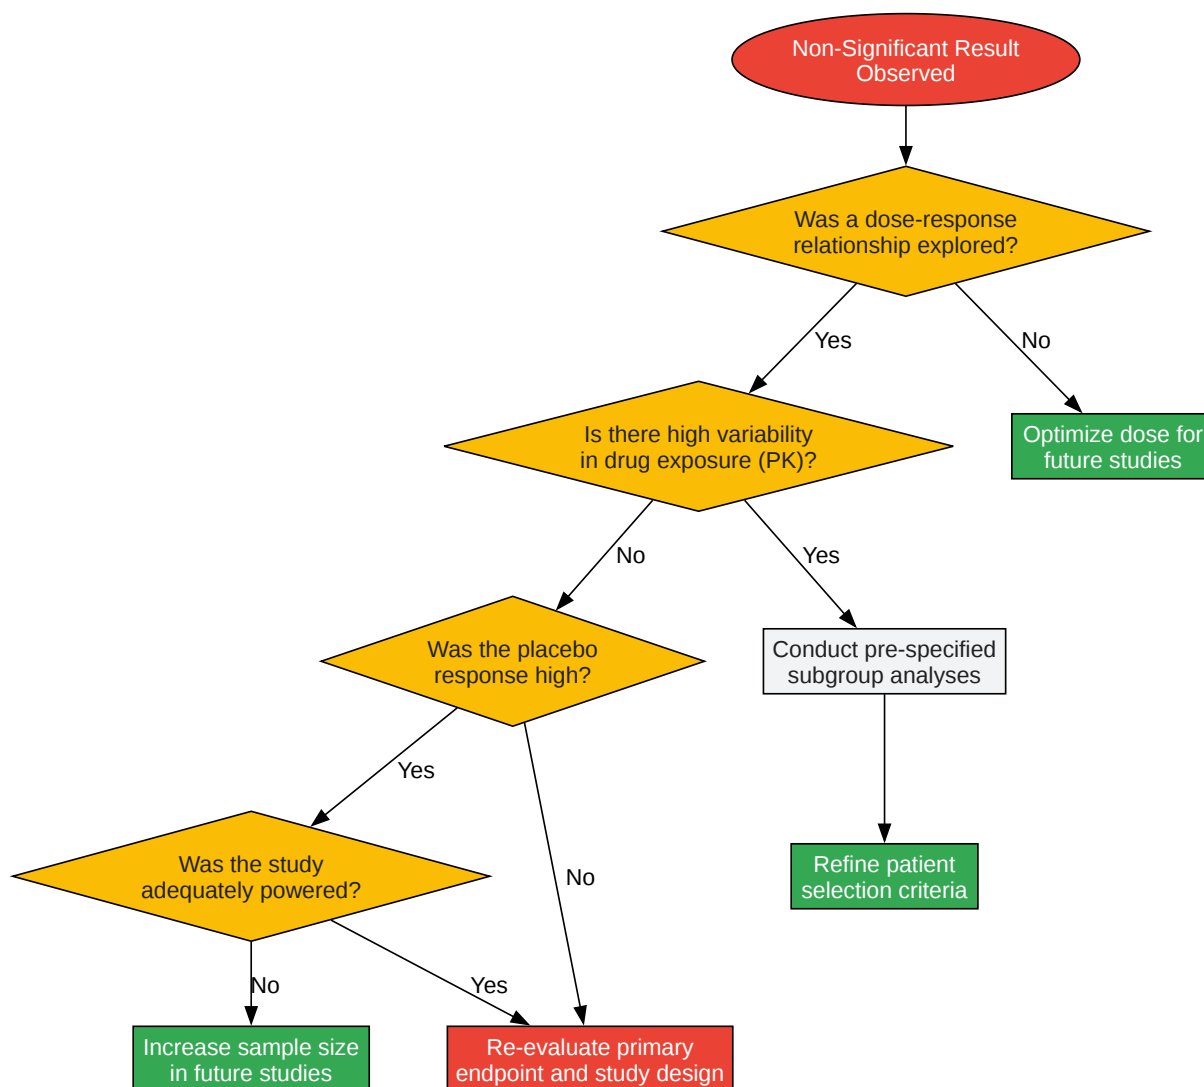 Non-Significant Result
Observed
Was a dose-response
relationship explored?
Yes
No
Is there high variability
in drug exposure (PK)?
Optimize dose for
future studies
No
Yes
Was the placebo
response high?
Conduct pre-specified
subgroup analyses
Yes
No
Was the study
adequately powered?
Refine patient
selection criteria
No
Yes
Increase sample size
in future studies
Re-evaluate primary
endpoint and study design